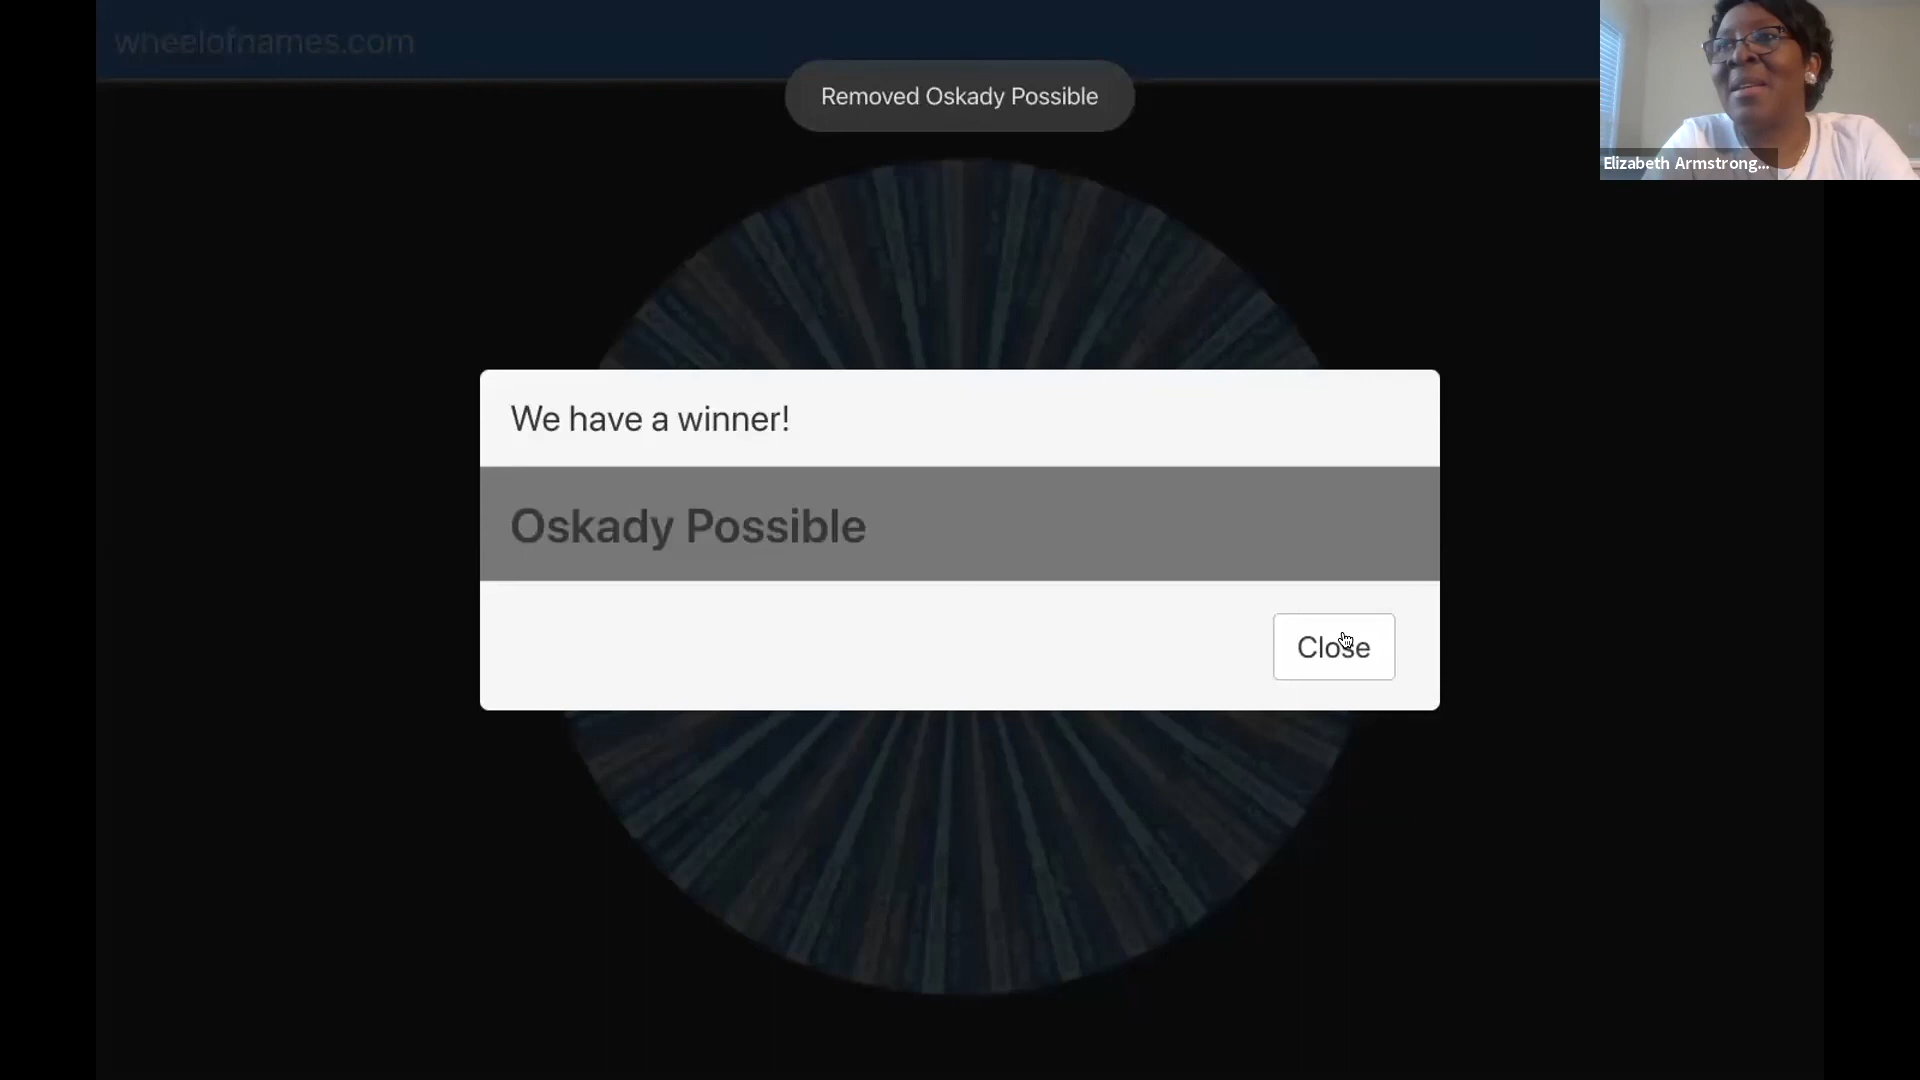 wheelofnames.com
Removed Oskady Possible
Elizabeth Armstrong...
We have a winner!
Oskady Possible
Close